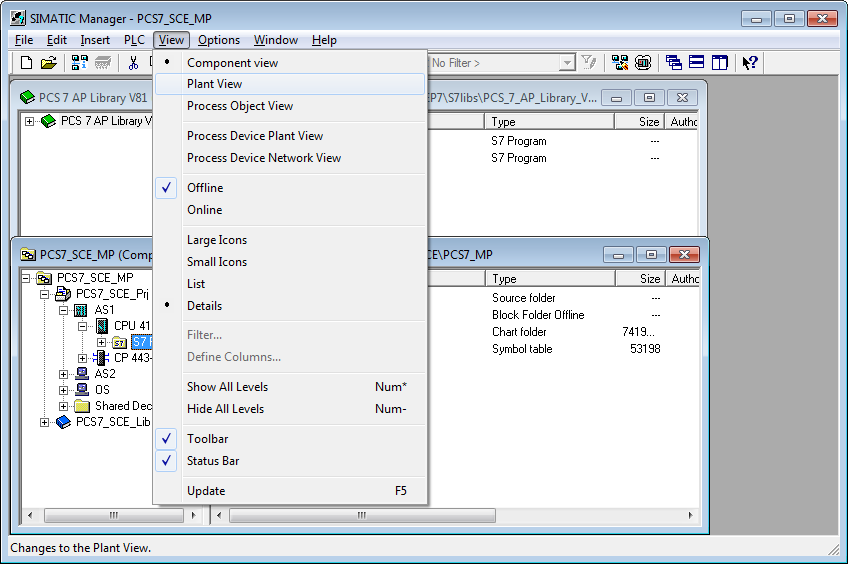 SIMATIC Manager - PCS7_SCE_MP
File Edit Insert PLC View Options Window Help
No Filter >
Component view
Plant View
Process Object View
Process Device Plant View
Process Device Network View
Offline
Online
Large Icons
Small Icons
List
Details
Filter...
Define Columns...
Show All Levels Num*
Hide All Levels Num-
Toolbar
Status Bar
Update F5
PCS 7 AP Library V81
P7\S7libs\PCS_7_AP_Library_V...
PCS 7 AP Library V
Type Size Autho
S7 Program ---
S7 Program ---
PCS7_SCE_MP (Comp
CE\PCS7_MP
PCS7_SCE_MP
PCS7_SCE_Prj
AS1
CPU 41
S7 P
CP 443-
AS2
OS
Shared Dec
PCS7_SCE_Lib
Type Size Autho
Source folder ---
Block Folder Offline ---
Chart folder 7419...
Symbol table 53198
Changes to the Plant View.